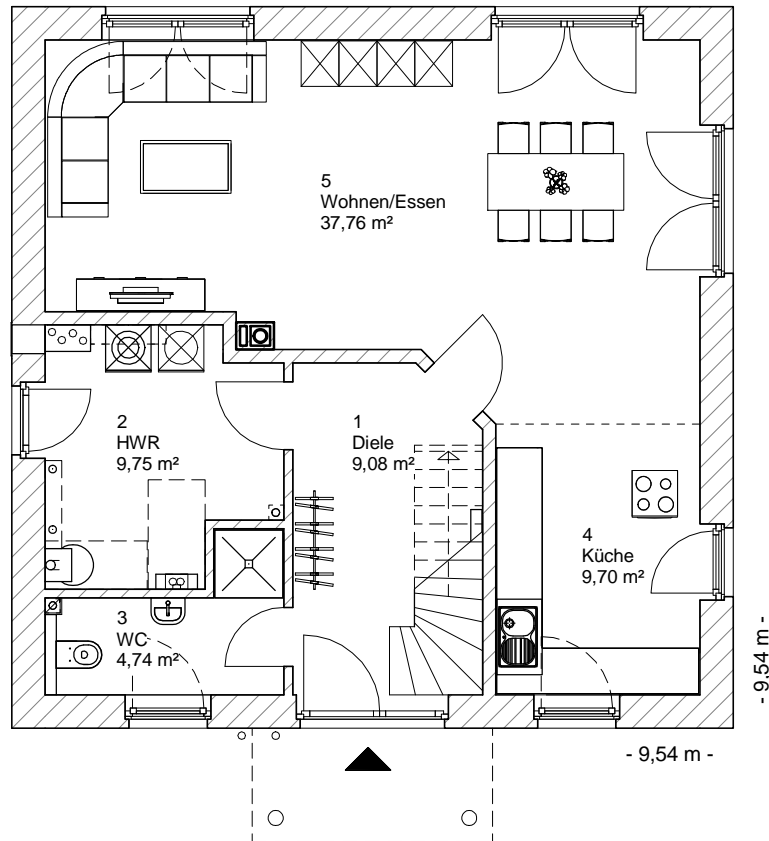 5
Wohnen/Essen
37,76 m²
2
HWR
9,75 m²
1
Diele
9,08 m²
4
Küche
9,70 m²
3
WC
4,74 m²
- 9,54 m -
- 9,54 m -